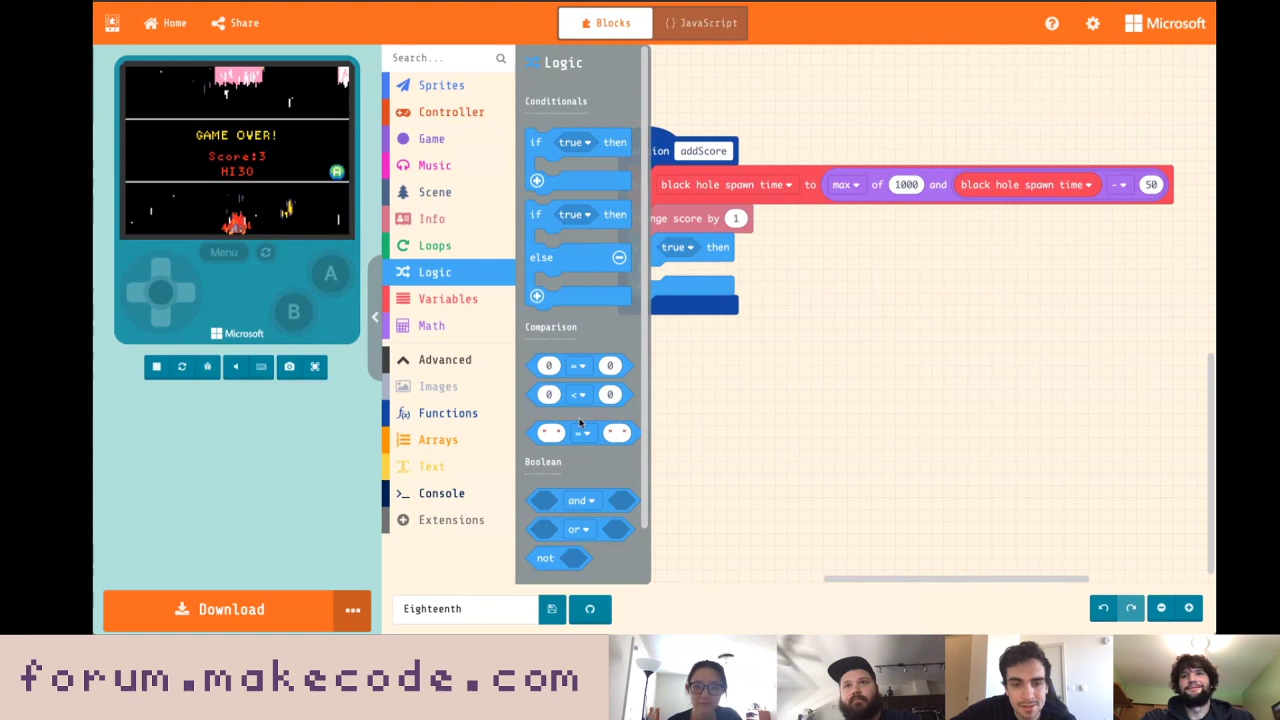 Home
Share
Blocks
{ } JavaScript
Microsoft
GAME OVER!
Score:3
HI30
A
Menu
A
B
Microsoft
Download
Search...
Sprites
Controller
Game
Music
Scene
Info
Loops
Logic
Variables
Math
Advanced
Images
Functions
Arrays
Text
Console
Extensions
Logic
Conditionals
if true then
if true then
else
Comparison
0 = 0
0 < 0
" " = " "
Boolean
and
or
not
ion addScore
black hole spawn time to max of 1000 and black hole spawn time - 50
nge score by 1
true then
Eighteenth
forum.makecode.com